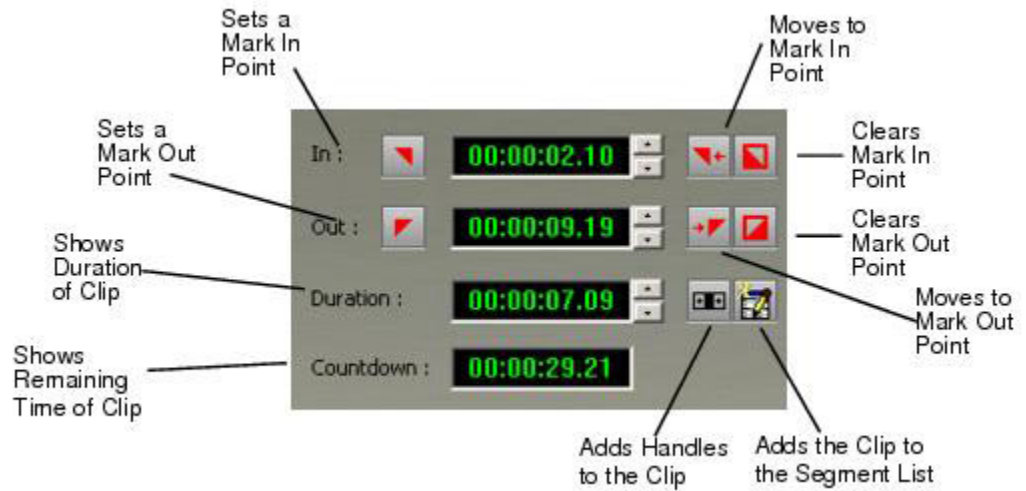 Sets a
Mark In
Point
Moves to
Mark In
Point
Sets a
Mark Out
Point
In :
00:00:02.10
Clears
Mark In
Point
Out :
00:00:09.19
Clears
Mark Out
Point
Shows
Duration
of Clip
Duration :
00:00:07.09
Moves to
Mark Out
Point
Shows
Remaining
Time of Clip
Countdown :
00:00:29.21
Adds Handles
to the Clip
Adds the Clip to
the Segment List